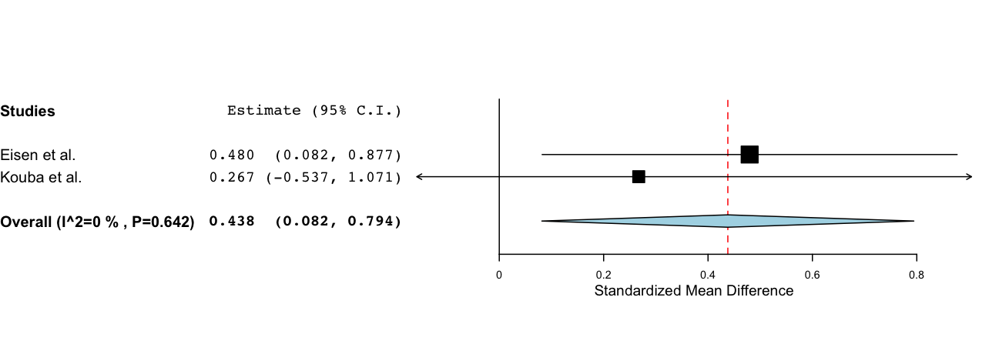 Studies Estimate (95% C.I.)
Eisen et al. 0.480 (0.082, 0.877)
Kouba et al. 0.267 (-0.537, 1.071)
Overall (I^2=0 % , P=0.642) 0.438 (0.082, 0.794)
0 0.2 0.4 0.6 0.8
Standardized Mean Difference